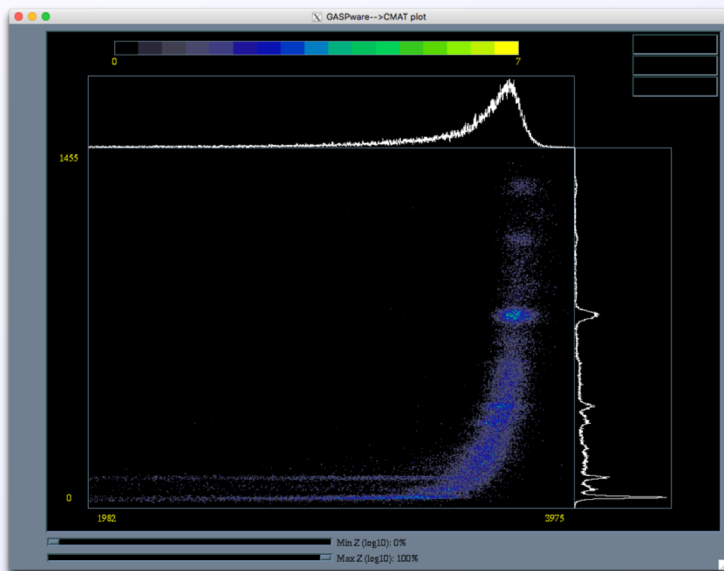 GASPware-->CMAT plot
0
7
1455
0
1982
3975
Min Z (log10): 0%
Max Z (log10): 100%